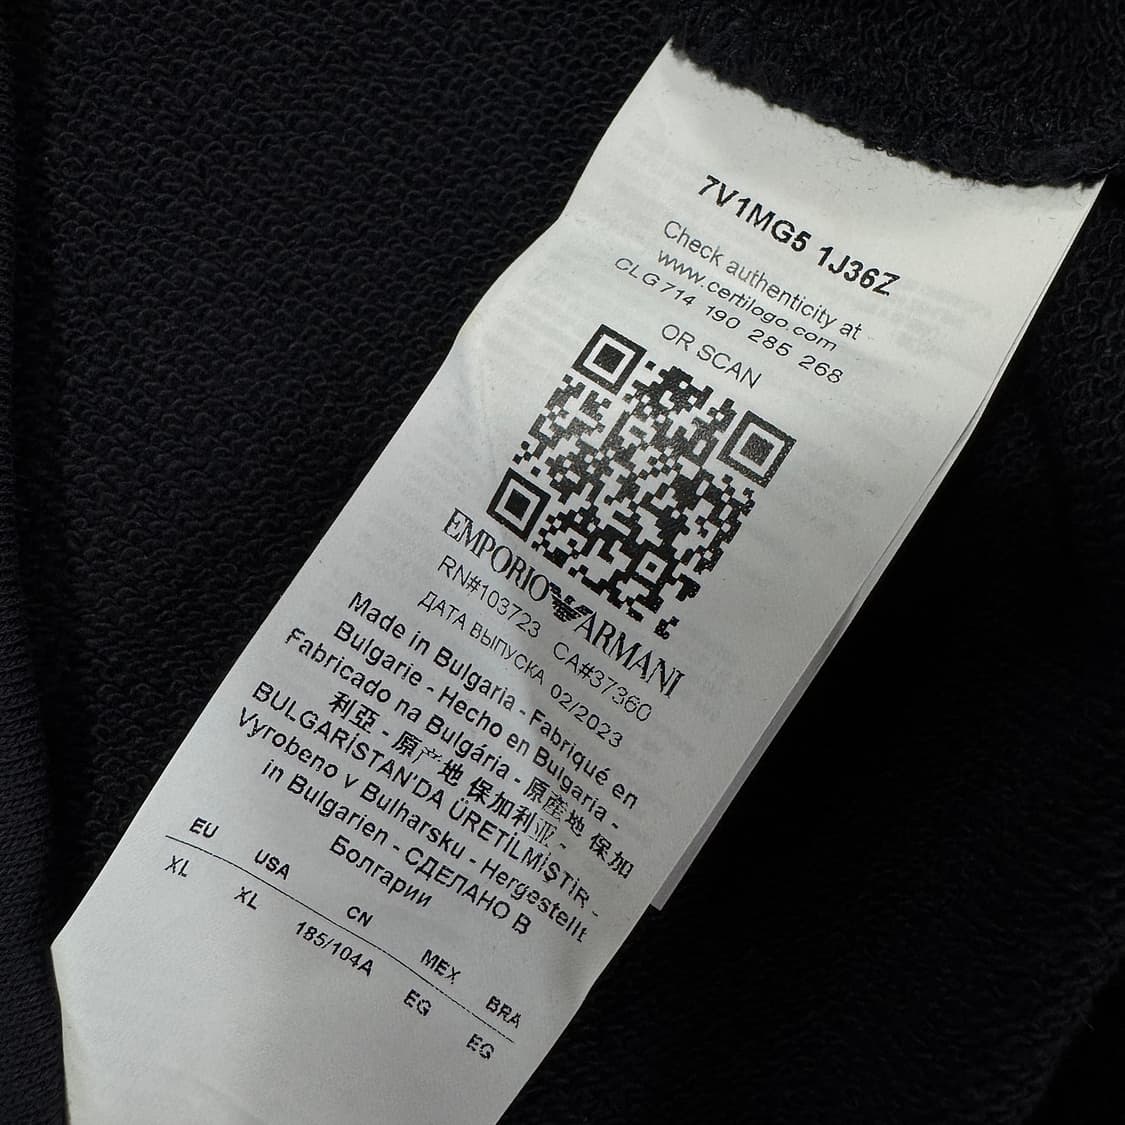 7V1MG5 1J36Z
Check authenticity at
www.certilogo.com
CLG 714 190 285 268
OR SCAN
EMPORIO ARMANI
RN#103723 CA#37360
ДАТА ВЫПУСКА 02/2023
Made in Bulgaria - Fabriqué en
Bulgarie - Hecho en Bulgaria -
Fabricado na Bulgária - 原產地 保加
利亞 - 原产地 保加利亚 -
BULGARİSTAN'DA ÜRETİLMİŞTİR -
Vyrobeno v Bulharsku - Hergestellt
in Bulgarien - СДЕЛАНО В
Болгарии
EU USA CN MEX BRA
XL XL 185/104A EG EG